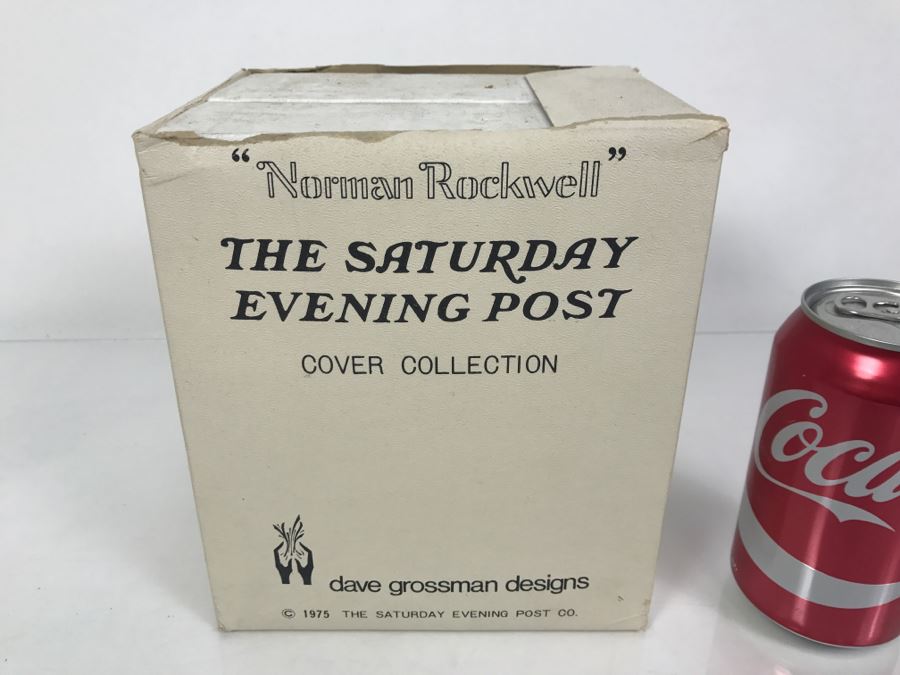 “Norman Rockwell”
THE SATURDAY
EVENING POST
COVER COLLECTION
dave grossman designs
© 1975 THE SATURDAY EVENING POST CO.
Coca